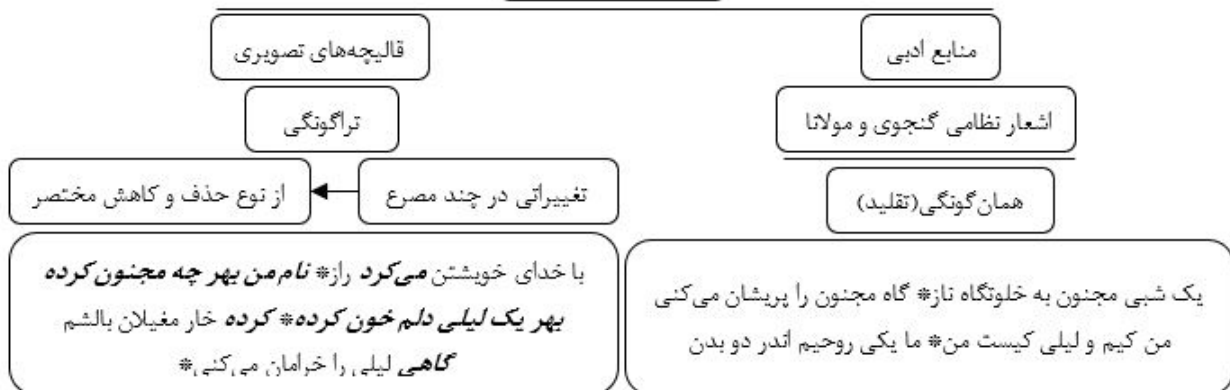 منابع ادبی
قالیچه‌های تصویری
اشعار نظامی گنجوی و مولانا
تراگونگی
همان‌گونگی(تقلید)
تغییراتی در چند مصرع
از نوع حذف و کاهش مختصر
یک شبی مجنون به خلوتگاه ناز* گاه مجنون را پریشان می‌کنی
من کیم و لیلی کیست من* ما یکی روحیم اندر دو بدن
با خدای خویشتن می‌کرد راز* نام من بهر چه مجنون کرده
بهر یک لیلی دلم خون کرده* کرده خار مغیلان بالشم
گاهی لیلی را خرامان می‌کنی*